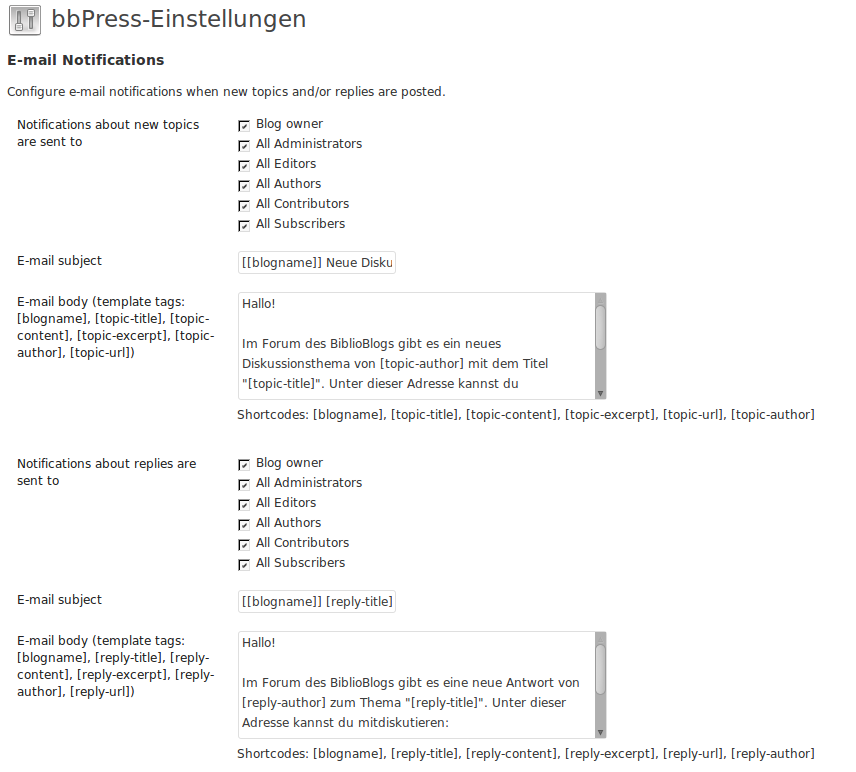 bbPress-Einstellungen
E-mail Notifications
Configure e-mail notifications when new topics and/or replies are posted.
Notifications about new topics
are sent to
Blog owner
All Administrators
All Editors
All Authors
All Contributors
All Subscribers
E-mail subject
[[blogname]] Neue Disku
E-mail body (template tags:
[blogname], [topic-title], [topic-
content], [topic-excerpt], [topic-
author], [topic-url])
Hallo!
Im Forum des BiblioBlogs gibt es ein neues
Diskussionsthema von [topic-author] mit dem Titel
"[topic-title]". Unter dieser Adresse kannst du
Shortcodes: [blogname], [topic-title], [topic-content], [topic-excerpt], [topic-url], [topic-author]
Notifications about replies are
sent to
Blog owner
All Administrators
All Editors
All Authors
All Contributors
All Subscribers
E-mail subject
[[blogname]] [reply-title]
E-mail body (template tags:
[blogname], [reply-title], [reply-
content], [reply-excerpt], [reply-
author], [reply-url])
Hallo!
Im Forum des BiblioBlogs gibt es eine neue Antwort von
[reply-author] zum Thema "[reply-title]". Unter dieser
Adresse kannst du mitdiskutieren:
Shortcodes: [blogname], [reply-title], [reply-content], [reply-excerpt], [reply-url], [reply-author]